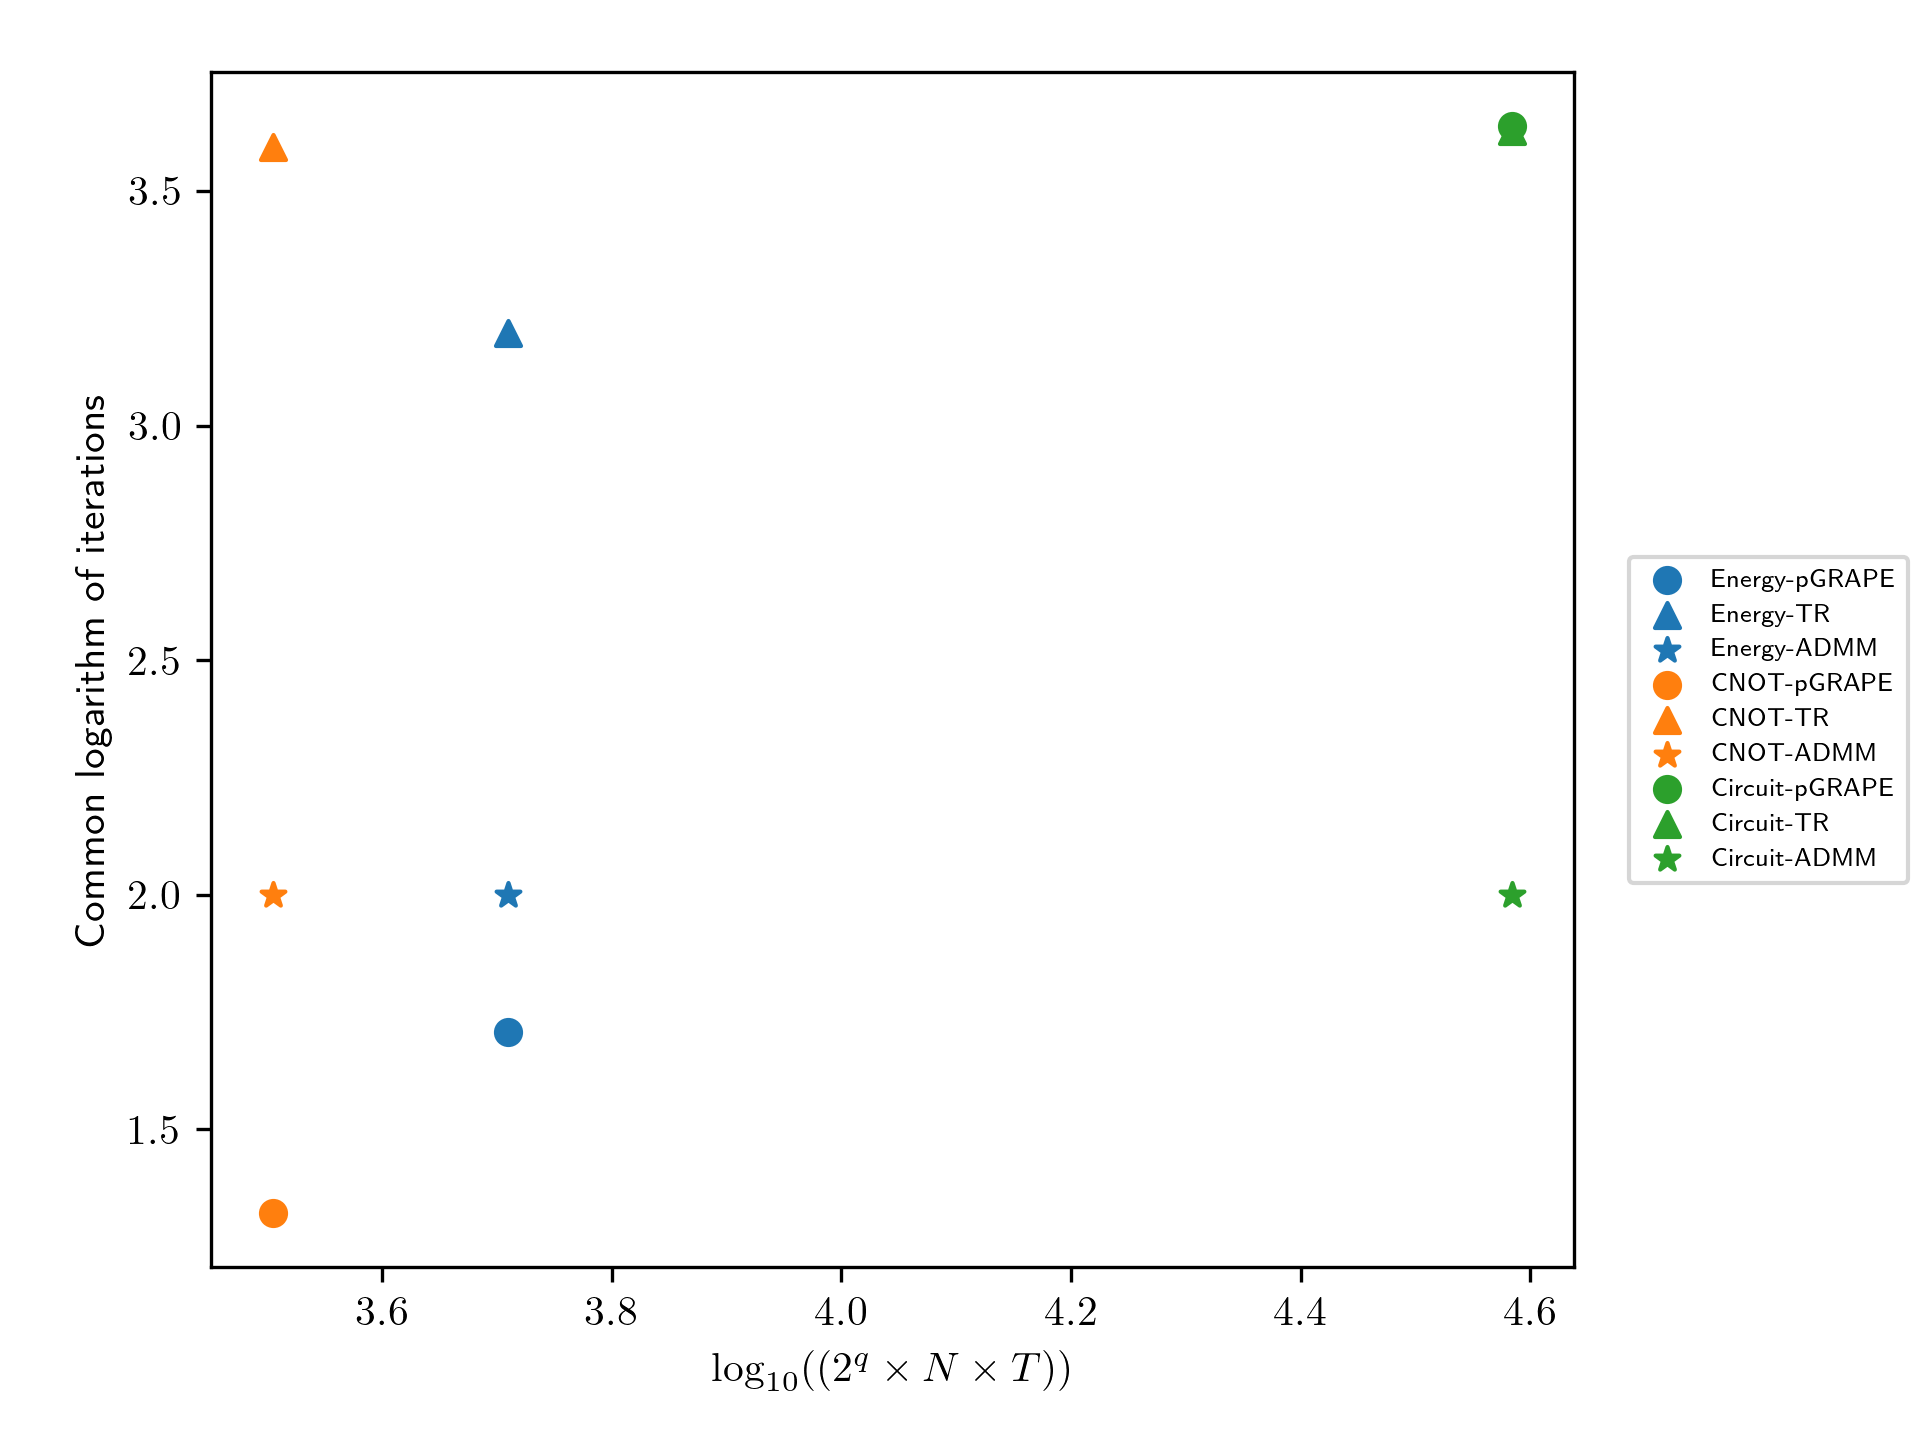 3.5
3.0
2.5
2.0
1.5
Common logarithm of iterations
3.6 3.8 4.0 4.2 4.4 4.6
log₁₀((2^q × N × T))
Energy-pGRAPE
Energy-TR
Energy-ADMM
CNOT-pGRAPE
CNOT-TR
CNOT-ADMM
Circuit-pGRAPE
Circuit-TR
Circuit-ADMM